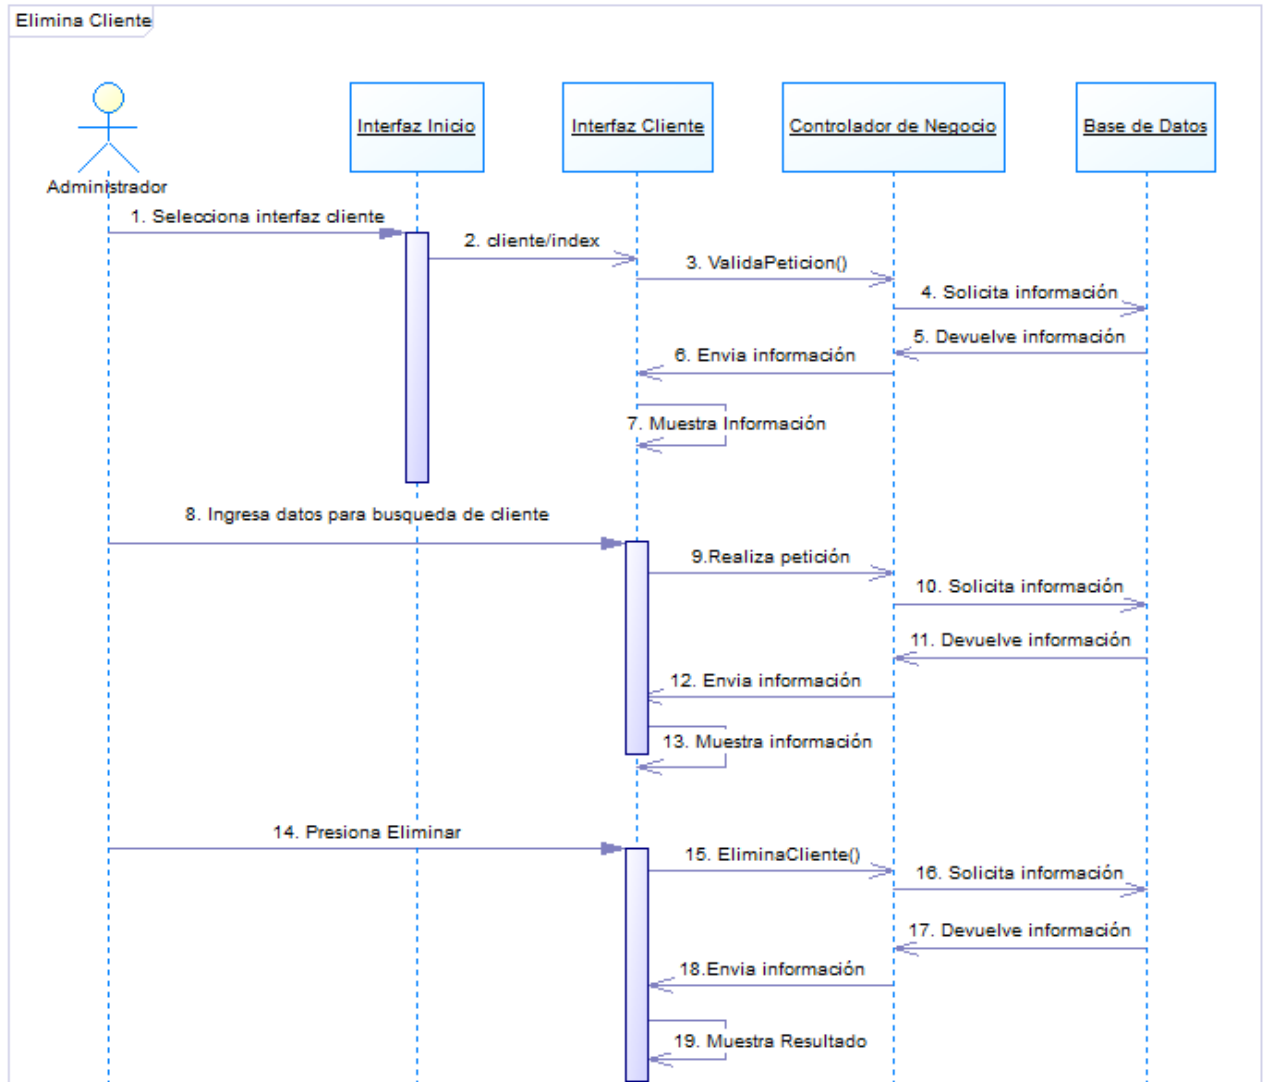 Elimina Cliente
Administrador
Interfaz Inicio
Interfaz Cliente
Controlador de Negocio
Base de Datos
1. Selecciona interfaz cliente
2. cliente/index
3. ValidaPeticion()
4. Solicita información
5. Devuelve información
6. Envia información
7. Muestra Información
8. Ingresa datos para busqueda de cliente
9.Realiza petición
10. Solicita información
11. Devuelve información
12. Envia información
13. Muestra información
14. Presiona Eliminar
15. EliminaCliente()
16. Solicita información
17. Devuelve información
18.Envia información
19. Muestra Resultado